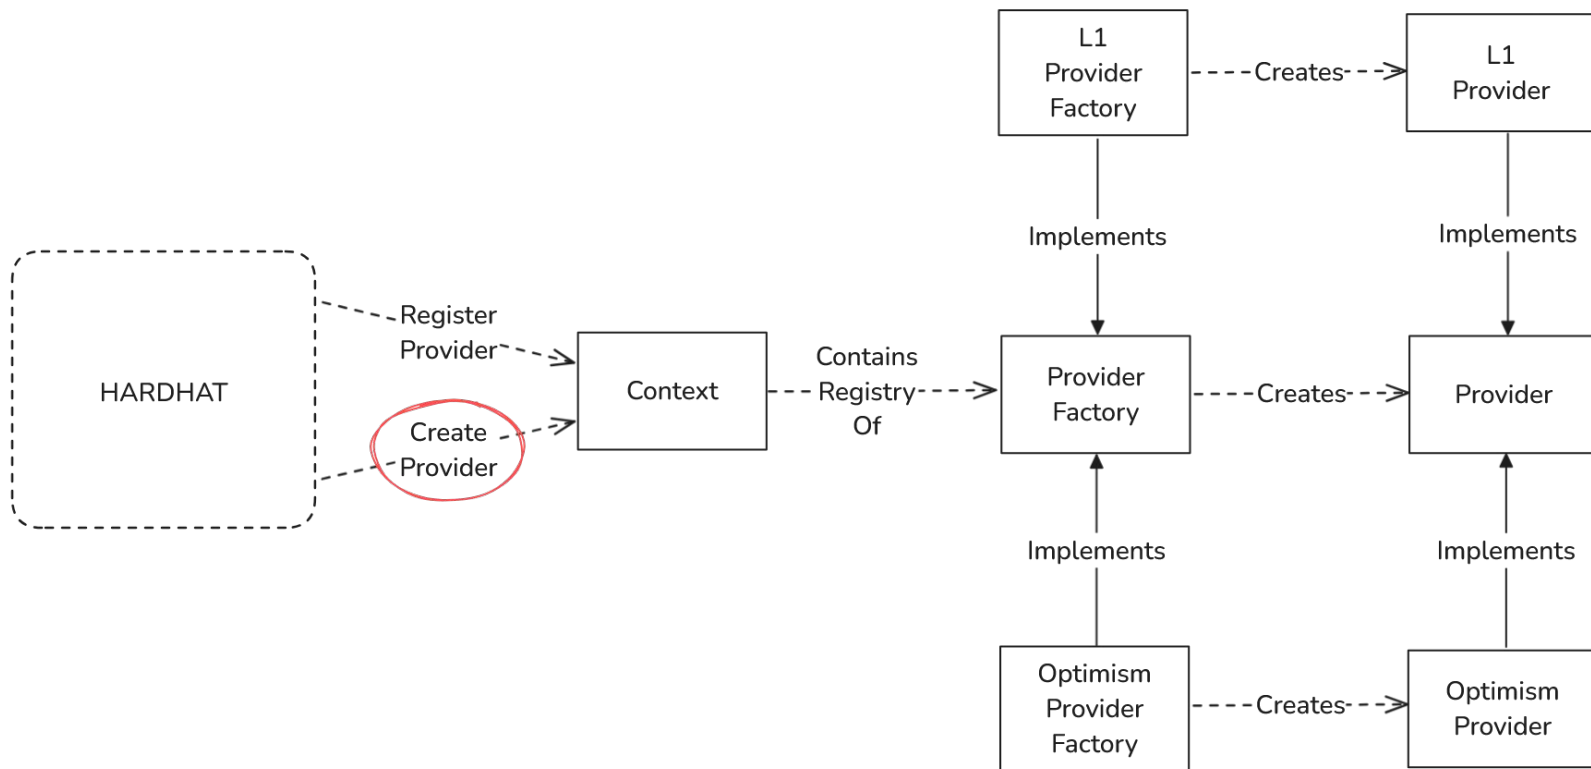 L1
Provider
Factory
Creates
L1
Provider
Implements
Implements
HARDHAT
Register
Provider
Create
Provider
Context
Contains
Registry
Of
Provider
Factory
Creates
Provider
Implements
Implements
Optimism
Provider
Factory
Creates
Optimism
Provider